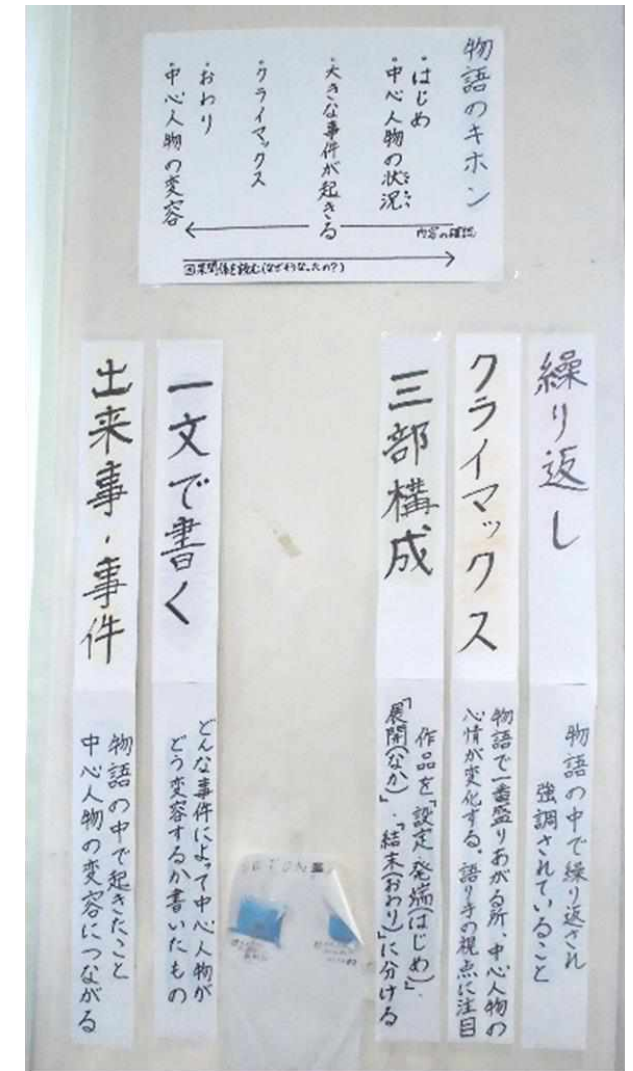 物語のキホン
・はじめ
・中心人物の状況
・大きな事件が起きる
・クライマックス
・おわり
・中心人物の変容
内容の確認
因果関係を読む(なぜそうなったの?)
繰り返し
物語の中で繰り返され
強調されていること
クライマックス
物語で一番盛りあがる所、中心人物の
心情が変化する。語り手の視点に注目
三部構成
作品を「設定・発端(はじめ)」、
「展開(なか)」・「結末(おわり)」に分ける
一文で書く
どんな事件によって中心人物が
どう変容するか書いたもの
出来事・事件
物語の中で起きたこと
中心人物の変容につながる